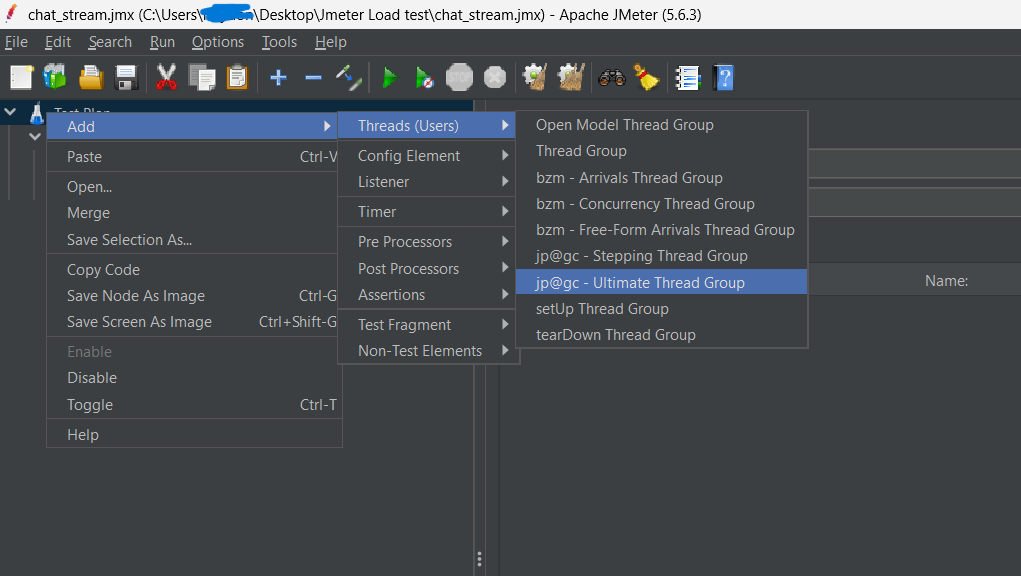 chat_stream.jmx (C:\Users\ \Desktop\Jmeter Load test\chat_stream.jmx) - Apache JMeter (5.6.3)
File Edit Search Run Options Tools Help
STOP
Test Plan
Add
Paste Ctrl-V
Open...
Merge
Save Selection As...
Copy Code
Save Node As Image Ctrl-G
Save Screen As Image Ctrl+Shift-G
Enable
Disable
Toggle Ctrl-T
Help
Threads (Users)
Config Element
Listener
Timer
Pre Processors
Post Processors
Assertions
Test Fragment
Non-Test Elements
Open Model Thread Group
Thread Group
bzm - Arrivals Thread Group
bzm - Concurrency Thread Group
bzm - Free-Form Arrivals Thread Group
jp@gc - Stepping Thread Group
jp@gc - Ultimate Thread Group
setUp Thread Group
tearDown Thread Group
Name: